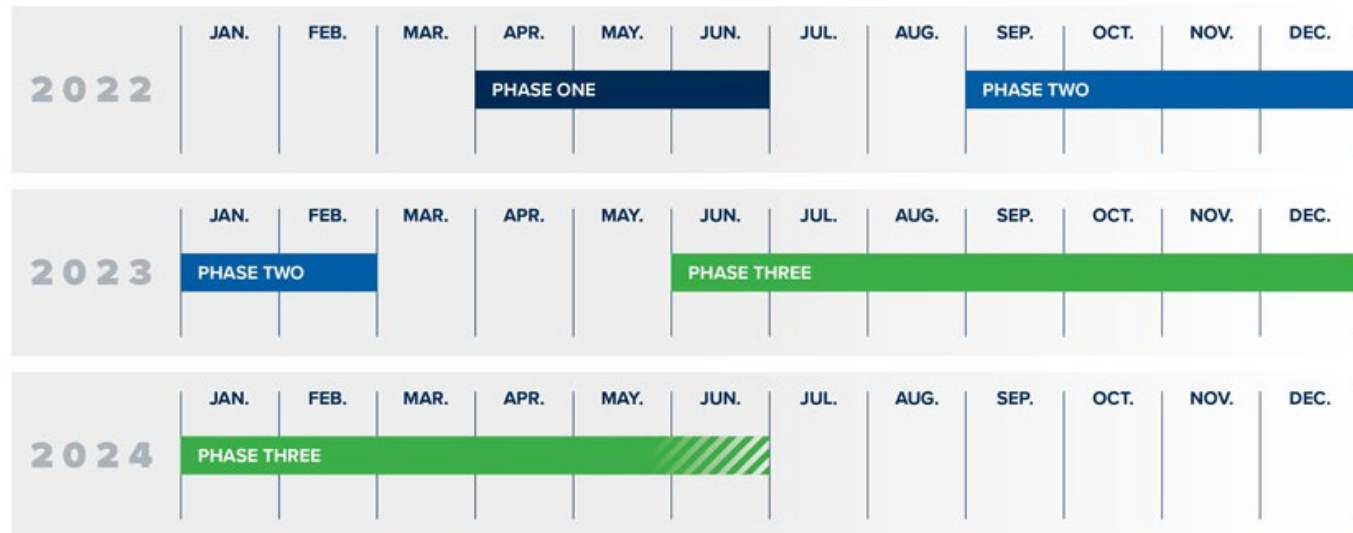 JAN. FEB. MAR. APR. MAY. JUN. JUL. AUG. SEP. OCT. NOV. DEC.
2022
PHASE ONE PHASE TWO
JAN. FEB. MAR. APR. MAY. JUN. JUL. AUG. SEP. OCT. NOV. DEC.
2023
PHASE TWO PHASE THREE
JAN. FEB. MAR. APR. MAY. JUN. JUL. AUG. SEP. OCT. NOV. DEC.
2024
PHASE THREE